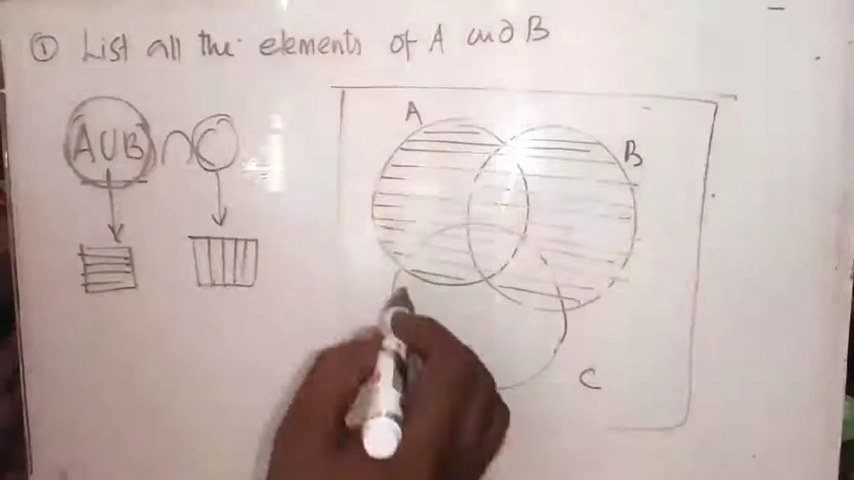 ① List all the elements of A and B
(A∪B)∩C
A
B
C